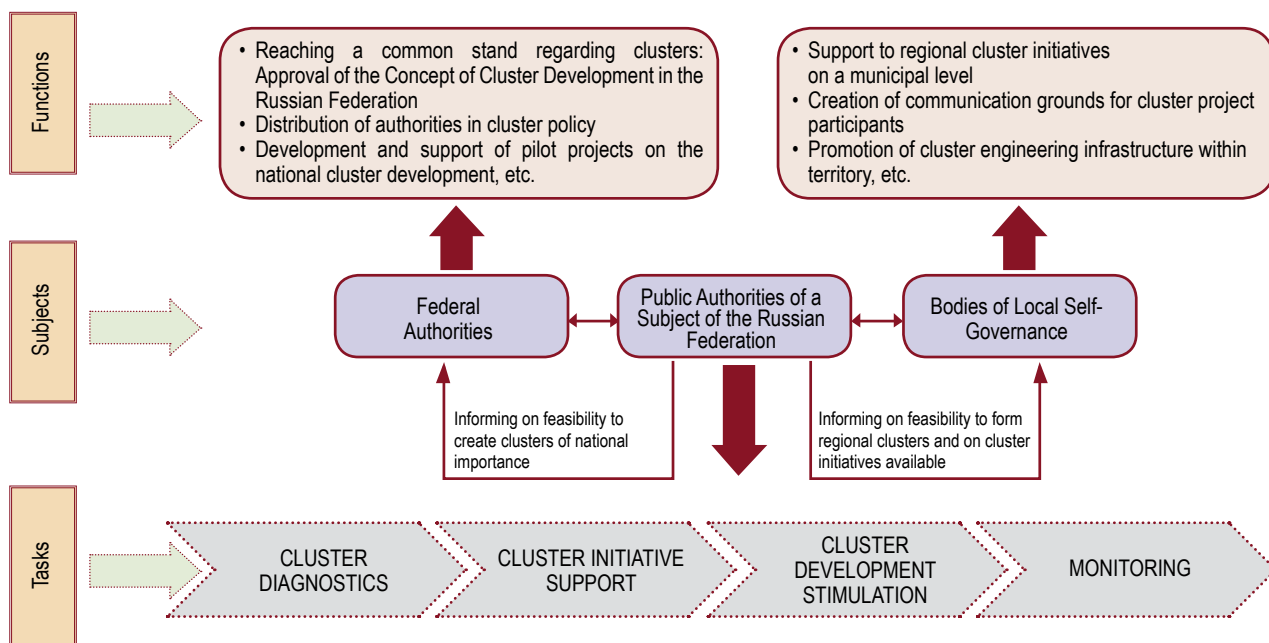 Functions
• Reaching a common stand regarding clusters:
Approval of the Concept of Cluster Development in the
Russian Federation
• Distribution of authorities in cluster policy
• Development and support of pilot projects on the
national cluster development, etc.
• Support to regional cluster initiatives
on a municipal level
• Creation of communication grounds for cluster project
participants
• Promotion of cluster engineering infrastructure within
territory, etc.
Subjects
Federal
Authorities
Public Authorities of a
Subject of the Russian
Federation
Bodies of Local Self-
Governance
Informing on feasibility to
create clusters of national
importance
Informing on feasibility to form
regional clusters and on cluster
initiatives available
Tasks
CLUSTER
DIAGNOSTICS
CLUSTER INITIATIVE
SUPPORT
CLUSTER
DEVELOPMENT
STIMULATION
MONITORING